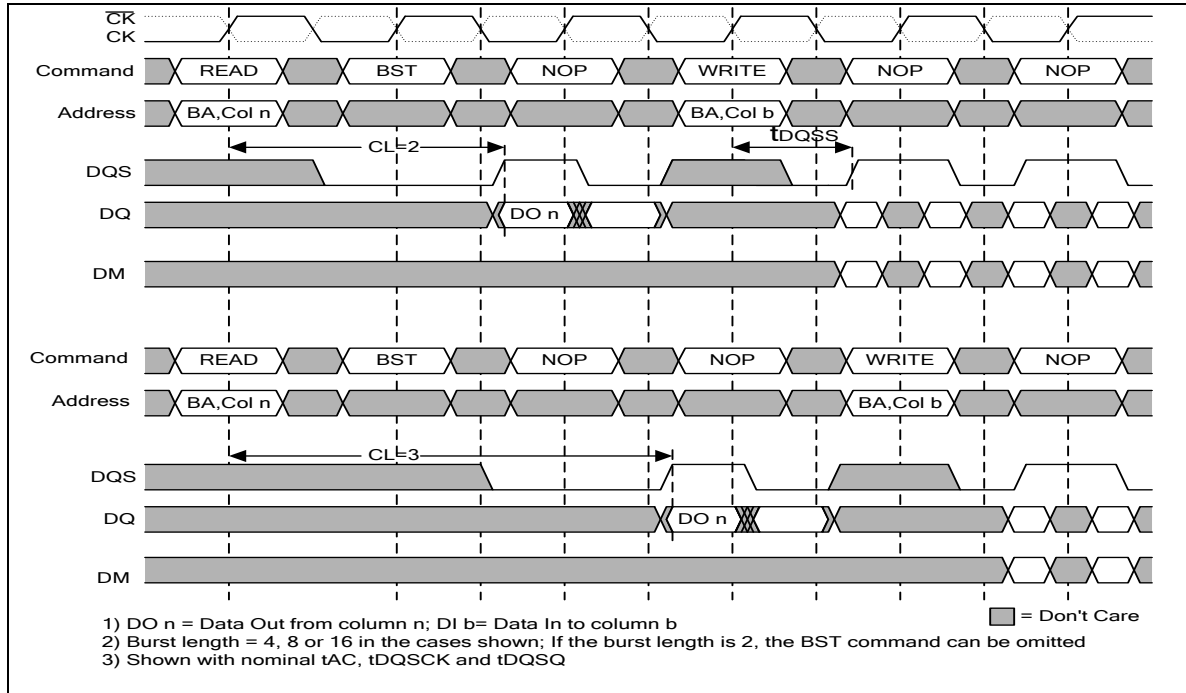 CK
CK
Command READ BST NOP WRITE NOP NOP
Address BA,Col n BA,Col b
tDQSS
CL=2
DQS
DQ DO n
DM
Command READ BST NOP NOP WRITE NOP
Address BA,Col n BA,Col b
CL=3
DQS
DQ DO n
DM
1) DO n = Data Out from column n; DI b= Data In to column b
= Don't Care
2) Burst length = 4, 8 or 16 in the cases shown; If the burst length is 2, the BST command can be omitted
3) Shown with nominal tAC, tDQSCK and tDQSQ